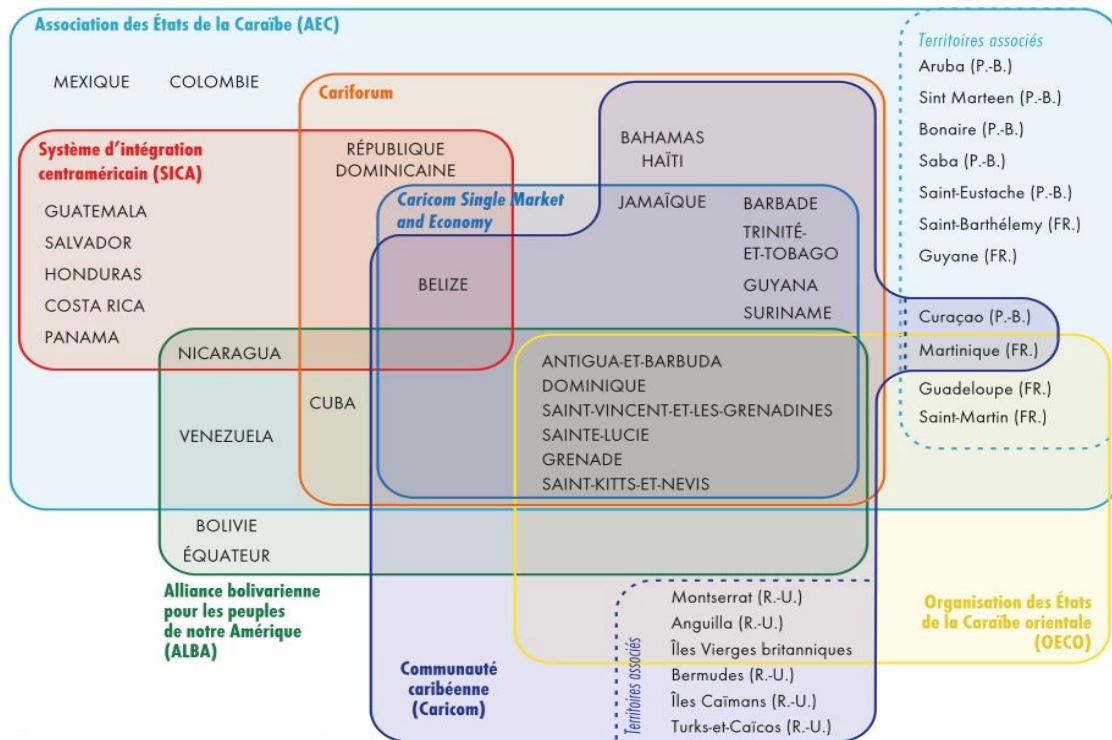 Association des États de la Caraïbe (AEC)
MEXIQUE
COLOMBIE
Cariforum
Système d'intégration
centraméricain (SICA)
GUATEMALA
SALVADOR
HONDURAS
COSTA RICA
PANAMA
RÉPUBLIQUE
DOMINICAINE
Caricom Single Market
and Economy
BELIZE
BAHAMAS
HAÏTI
JAMAÏQUE
BARBADE
TRINITÉ-
ET-TOBAGO
GUYANA
SURINAME
Territoires associés
Aruba (P.-B.)
Sint Marteen (P.-B.)
Bonaire (P.-B.)
Saba (P.-B.)
Saint-Eustache (P.-B.)
Saint-Barthélemy (FR.)
Guyane (FR.)
Curaçao (P.-B.)
Martinique (FR.)
Guadeloupe (FR.)
Saint-Martin (FR.)
NICARAGUA
CUBA
VENEZUELA
ANTIGUA-ET-BARBUDA
DOMINIQUE
SAINT-VINCENT-ET-LES-GRENADINES
SAINTE-LUCIE
GRENADE
SAINT-KITTS-ET-NEVIS
BOLIVIE
ÉQUATEUR
Alliance bolivarienne
pour les peuples
de notre Amérique
(ALBA)
Communauté
caribéenne
(Caricom)
Territoires associés
Montserrat (R.-U.)
Anguilla (R.-U.)
Îles Vierges britanniques
Bermudes (R.-U.)
Îles Caïmans (R.-U.)
Turks-et-Caïcos (R.-U.)
Organisation des États
de la Caraïbe orientale
(OECO)